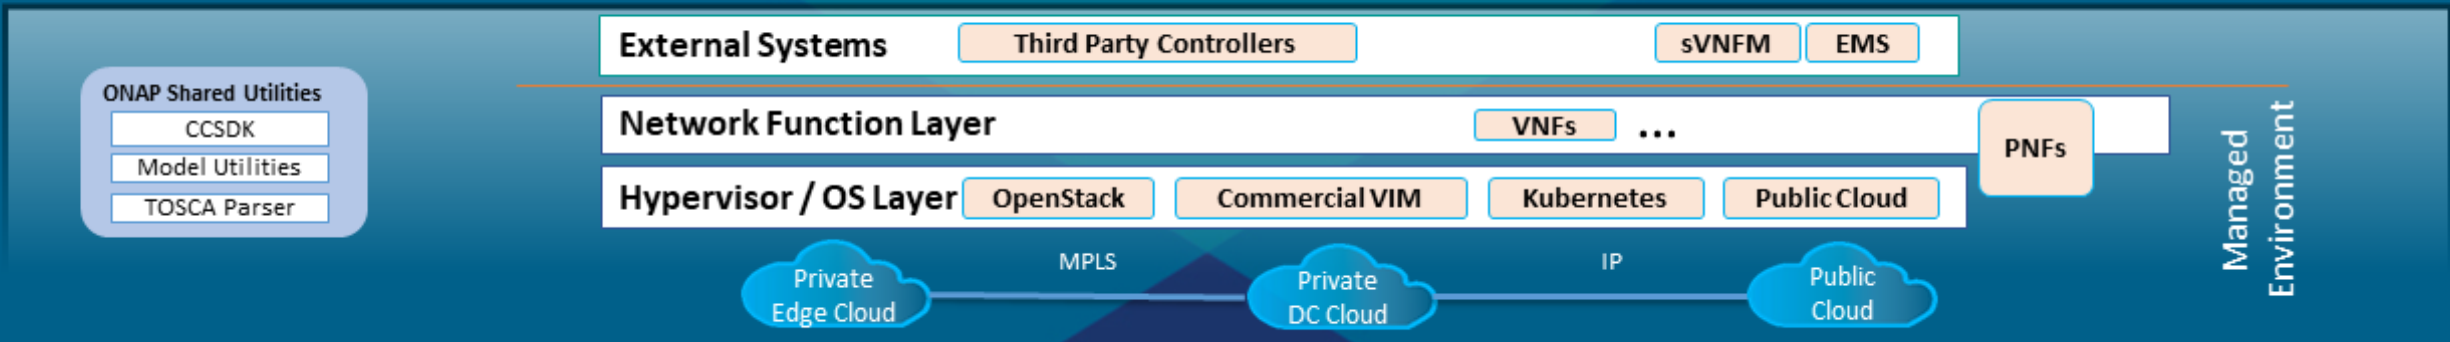 External Systems Third Party Controllers sVNFM EMS
ONAP Shared Utilities
CCSDK
Model Utilities
TOSCA Parser
Network Function Layer VNFs ...
PNFs
Hypervisor / OS Layer OpenStack Commercial VIM Kubernetes Public Cloud
Managed
Environment
Private
Edge Cloud
MPLS
Private
DC Cloud
IP
Public
Cloud